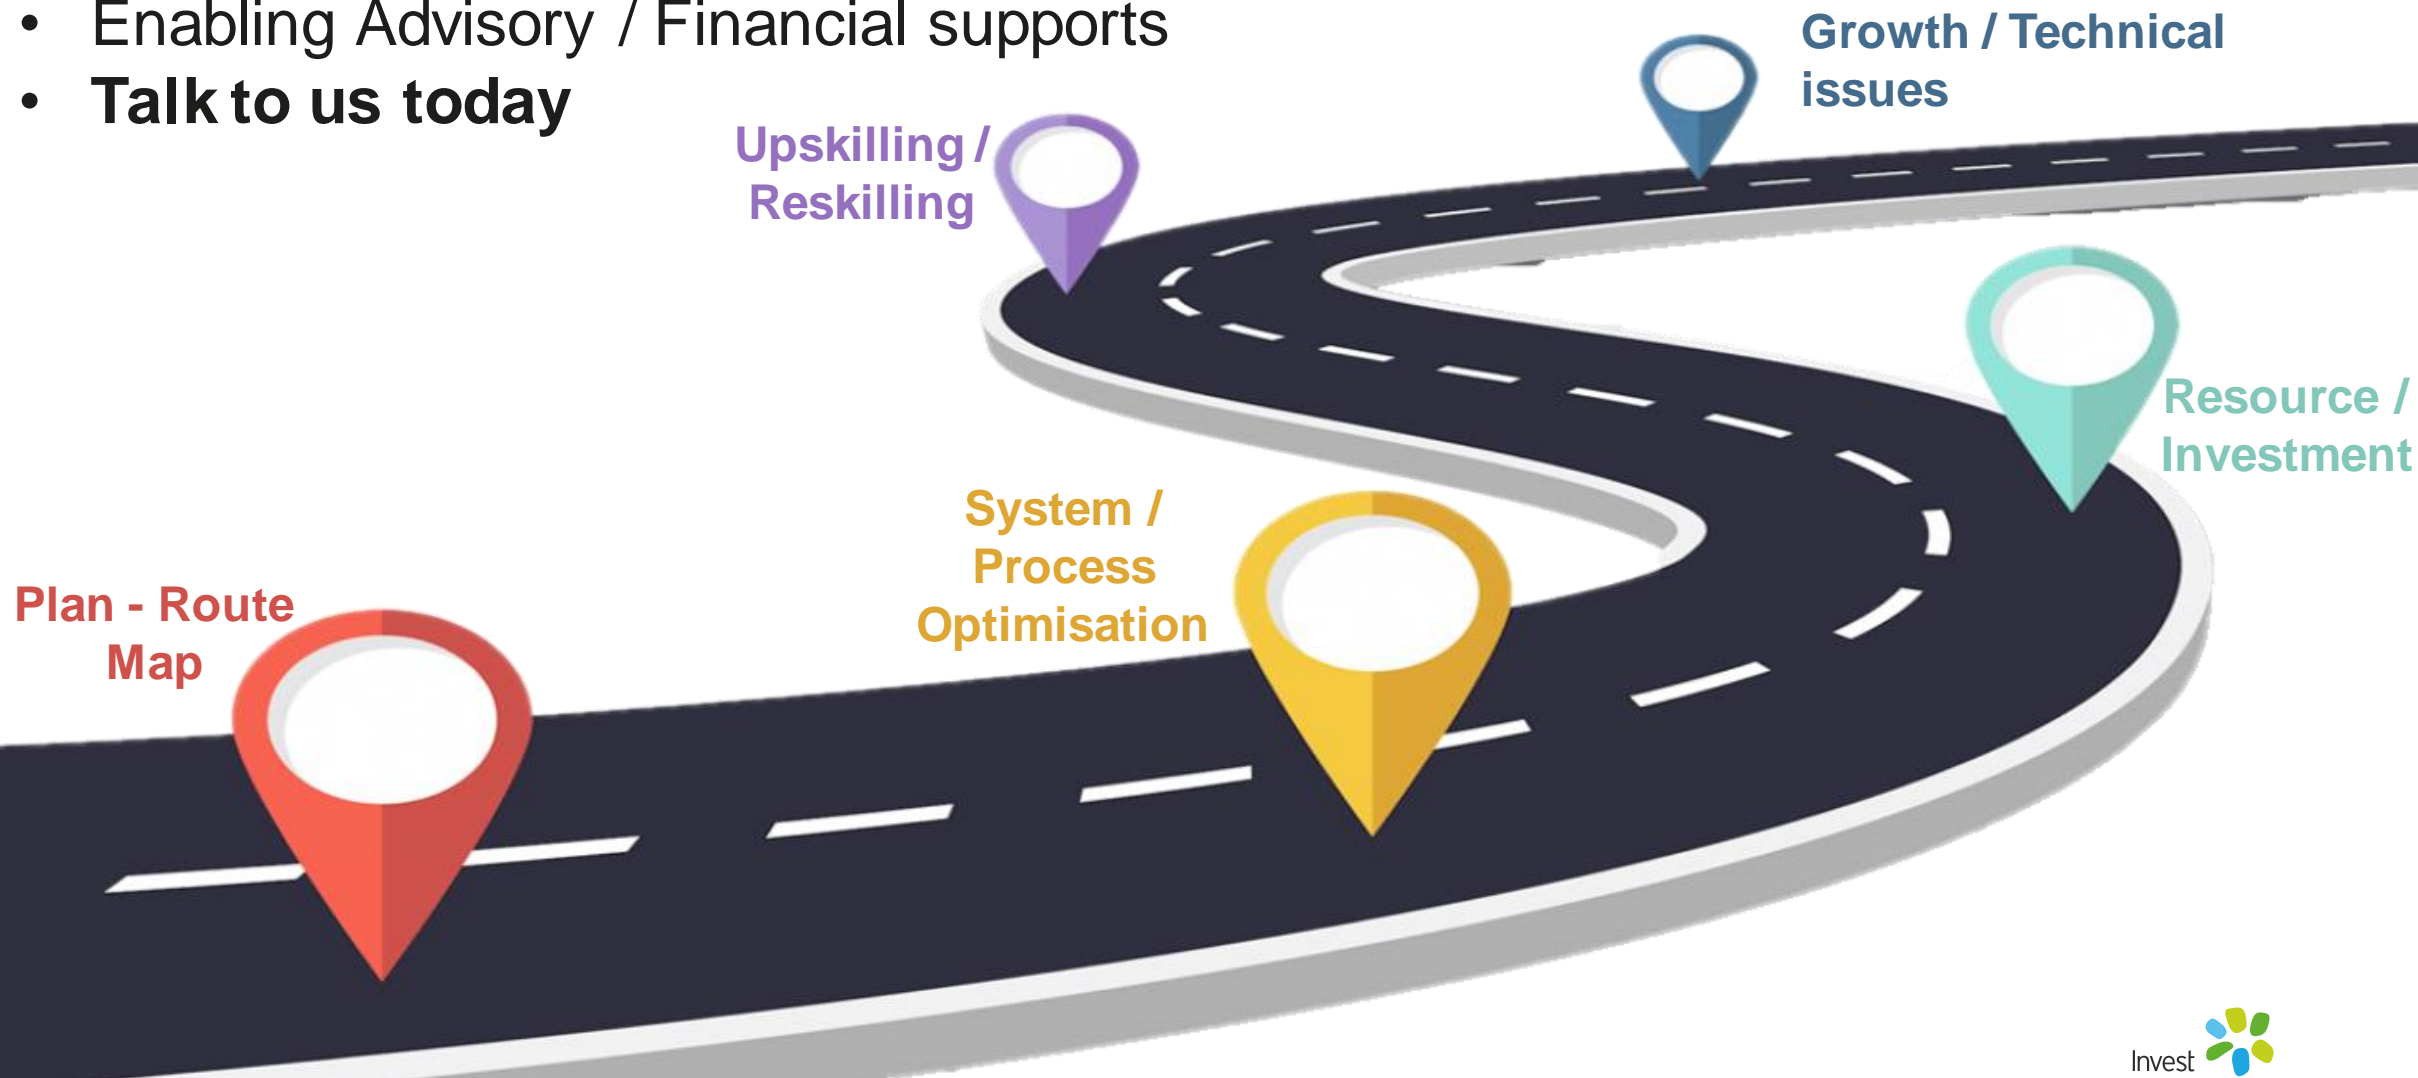 • Enabling Advisory / Financial supports
• Talk to us today
Growth / Technical
issues
Upskilling /
Reskilling
Resource /
Investment
System /
Process
Optimisation
Plan - Route
Map
Invest